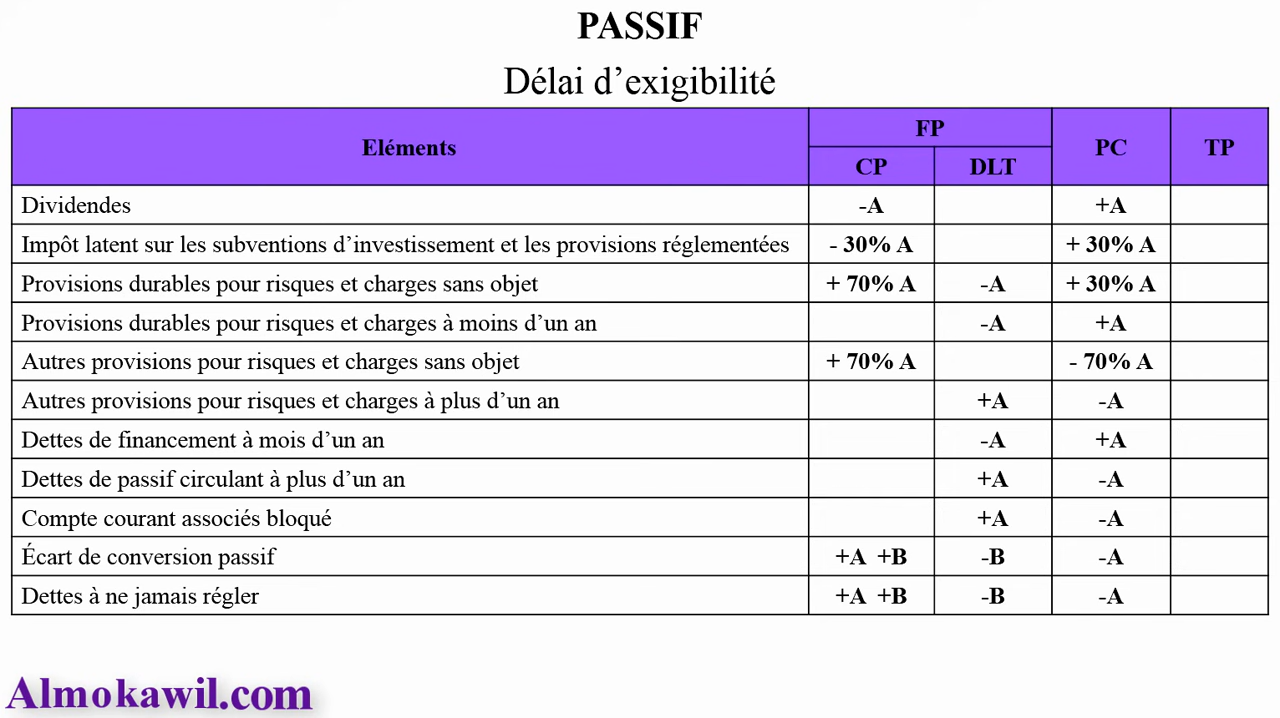 PASSIF
Délai d’exigibilité
Eléments FP PC TP
CP DLT
Dividendes -A +A
Impôt latent sur les subventions d’investissement et les provisions réglementées - 30% A + 30% A
Provisions durables pour risques et charges sans objet + 70% A -A + 30% A
Provisions durables pour risques et charges à moins d’un an -A +A
Autres provisions pour risques et charges sans objet + 70% A - 70% A
Autres provisions pour risques et charges à plus d’un an +A -A
Dettes de financement à mois d’un an -A +A
Dettes de passif circulant à plus d’un an +A -A
Compte courant associés bloqué +A -A
Écart de conversion passif +A +B -B -A
Dettes à ne jamais régler +A +B -B -A
Almokawil.com